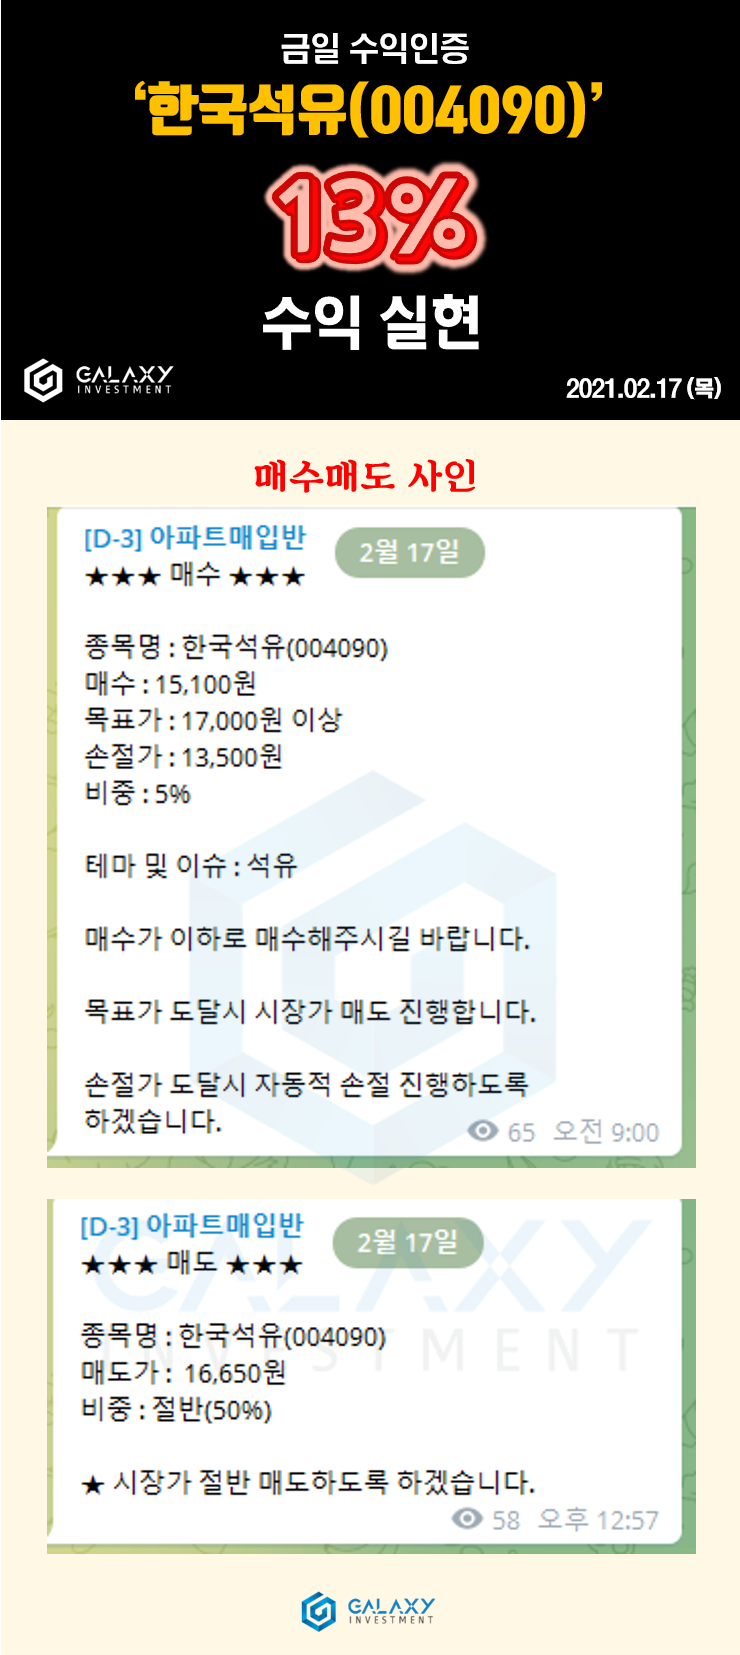 금일 수익인증
‘한국석유(004090)’
13%
수익 실현
GALAXY
INVESTMENT
2021.02.17 (목)
매수매도 사인
[D-3] 아파트매입반
2월 17일
★★★ 매수 ★★★
종목명 : 한국석유(004090)
매수 : 15,100원
목표가 : 17,000원 이상
손절가 : 13,500원
비중 : 5%
테마 및 이슈 : 석유
매수가 이하로 매수해주시길 바랍니다.
목표가 도달시 시장가 매도 진행합니다.
손절가 도달시 자동적 손절 진행하도록
하겠습니다.
65 오전 9:00
[D-3] 아파트매입반
2월 17일
★★★ 매도 ★★★
GALAXY
INVESTMENT
종목명 : 한국석유(004090)
매도가 : 16,650원
비중 : 절반(50%)
★ 시장가 절반 매도하도록 하겠습니다.
58 오후 12:57
GALAXY
INVESTMENT